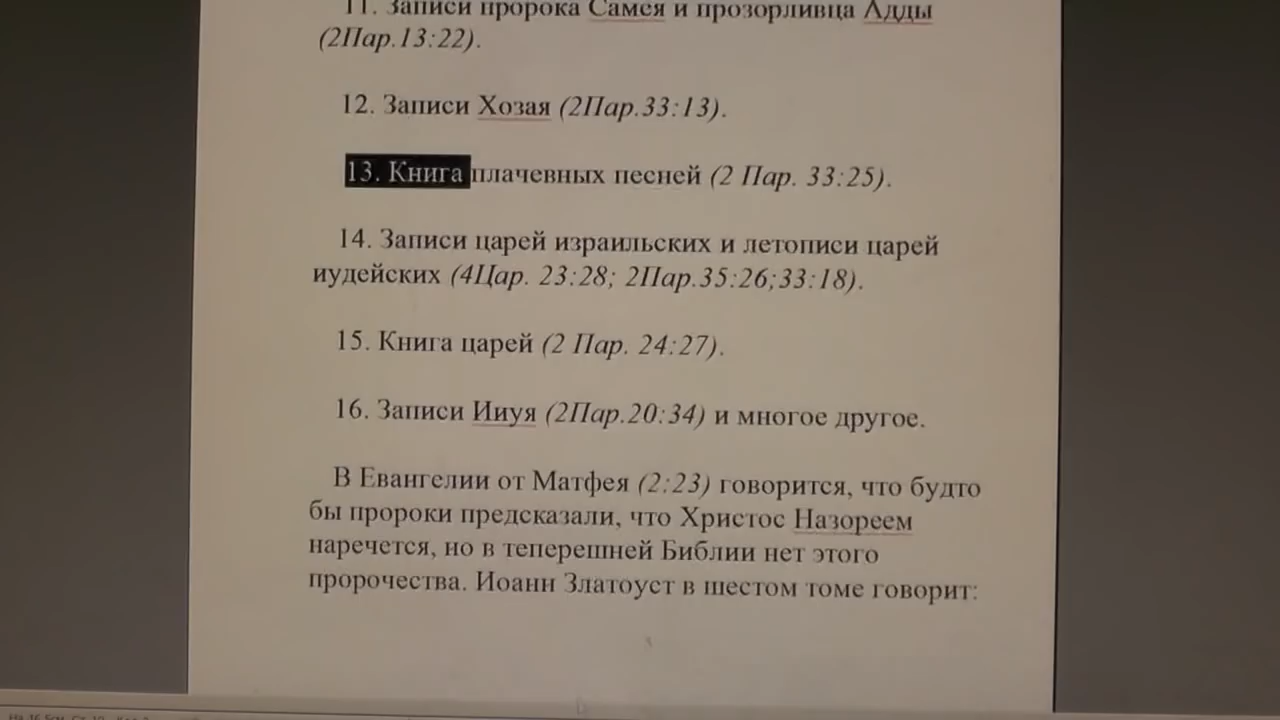 11. Записи пророка Самея и прозорливца Адды
(2Пар.13:22).
12. Записи Хозая (2Пар.33:13).
13. Книга плачевных песней (2 Пар. 33:25).
14. Записи царей израильских и летописи царей
иудейских (4Цар. 23:28; 2Пар.35:26;33:18).
15. Книга царей (2 Пар. 24:27).
16. Записи Ииуя (2Пар.20:34) и многое другое.
В Евангелии от Матфея (2:23) говорится, что будто
бы пророки предсказали, что Христос Назореем
наречется, но в теперешней Библии нет этого
пророчества. Иоанн Златоуст в шестом томе говорит: